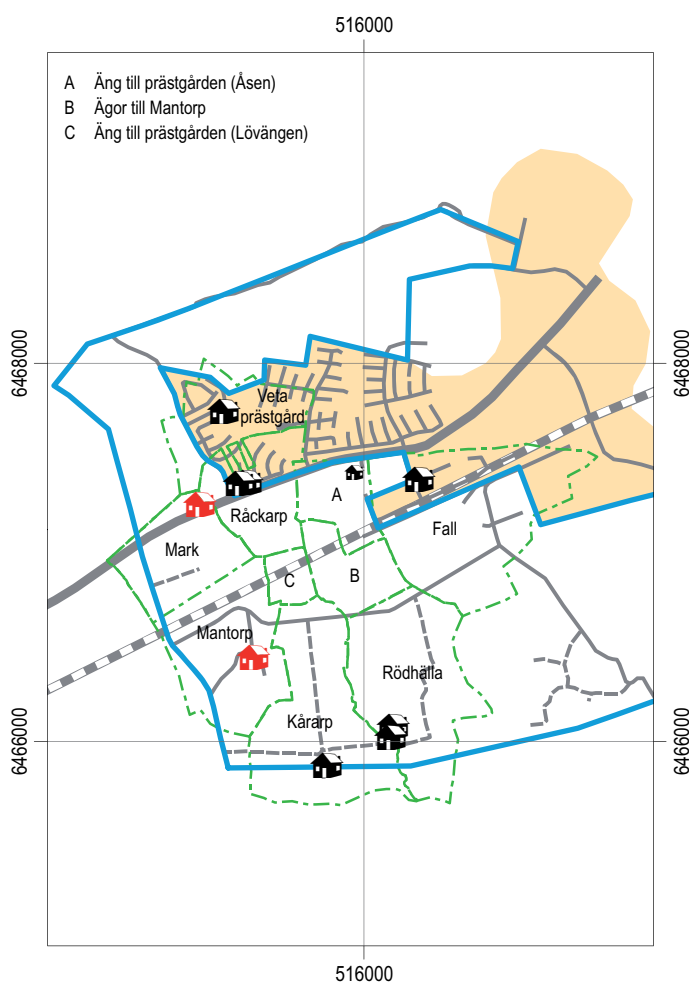 516000
A Äng till prästgården (Åsen)
B Ägor till Mantorp
C Äng till prästgården (Lövängen)
6468000
6468000
Veta
prästgård
A
Råckarp
Fall
Mark
C
B
Mantorp
Rödhälla
Kårarp
6466000
6466000
516000